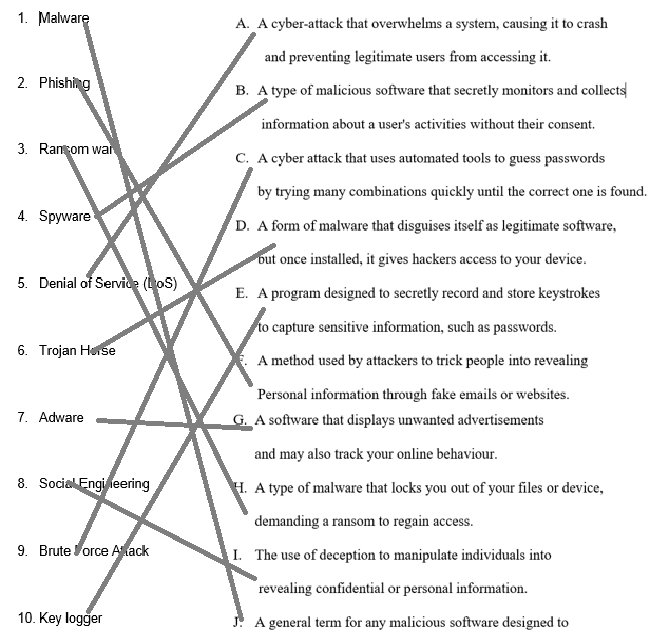 1. Malware
A. A cyber-attack that overwhelms a system, causing it to crash
and preventing legitimate users from accessing it.
2. Phishing
B. A type of malicious software that secretly monitors and collects
information about a user's activities without their consent.
3. Ransom ware
C. A cyber attack that uses automated tools to guess passwords
by trying many combinations quickly until the correct one is found.
4. Spyware
D. A form of malware that disguises itself as legitimate software,
but once installed, it gives hackers access to your device.
5. Denial of Service (DoS)
E. A program designed to secretly record and store keystrokes
to capture sensitive information, such as passwords.
6. Trojan Horse
F. A method used by attackers to trick people into revealing
Personal information through fake emails or websites.
7. Adware
G. A software that displays unwanted advertisements
and may also track your online behaviour.
8. Social Engineering
H. A type of malware that locks you out of your files or device,
demanding a ransom to regain access.
9. Brute Force Attack
I. The use of deception to manipulate individuals into
revealing confidential or personal information.
10. Key logger
J. A general term for any malicious software designed to